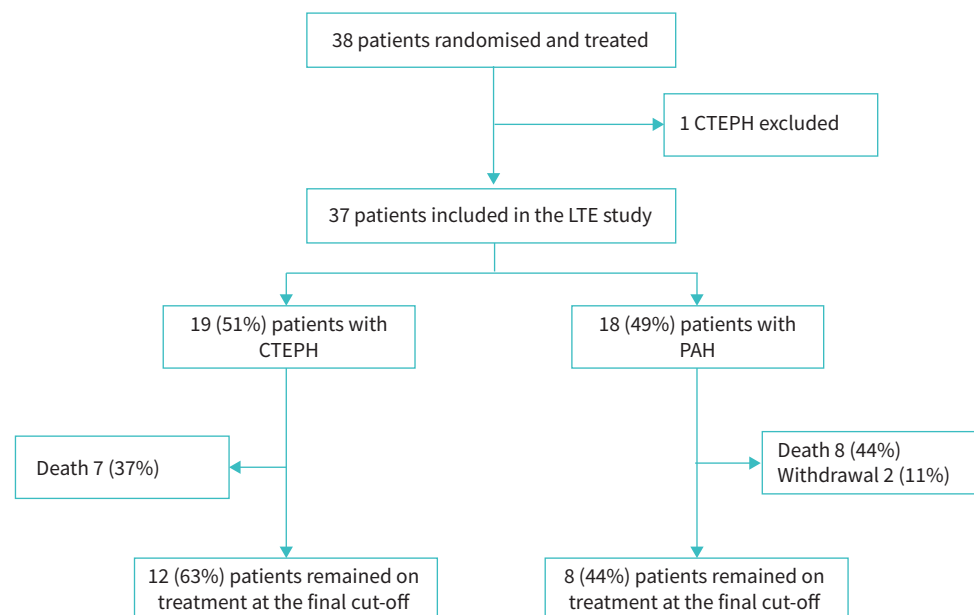 38 patients randomised and treated
1 CTEPH excluded
37 patients included in the LTE study
19 (51%) patients with
CTEPH
18 (49%) patients with
PAH
Death 7 (37%)
Death 8 (44%)
Withdrawal 2 (11%)
12 (63%) patients remained on
treatment at the final cut-off
8 (44%) patients remained on
treatment at the final cut-off